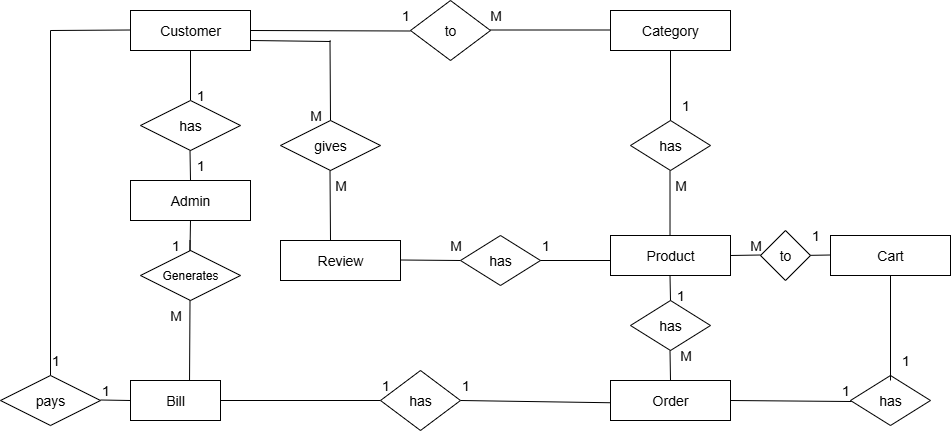 Customer
1
to
M
Category
1
has
1
M
gives
M
1
has
M
Admin
1
Generates
M
Review
M
has
1
Product
M
to
1
Cart
1
has
M
1
pays
1
Bill
1
has
1
Order
1
1
has